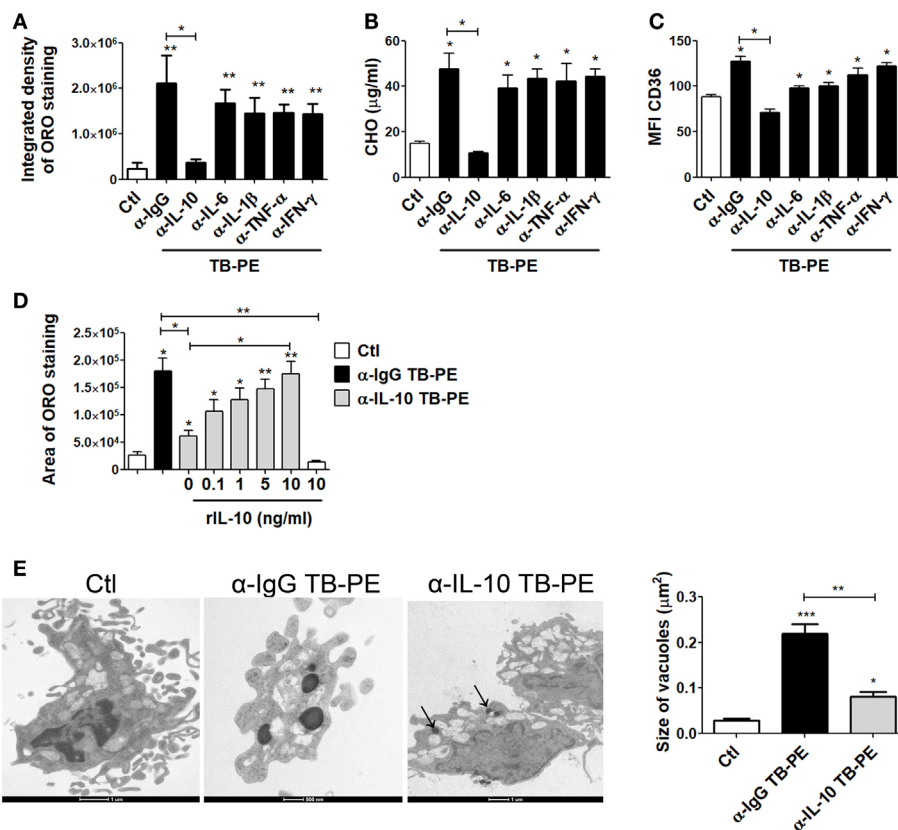 A
Integrated density
of ORO staining
3.0×10⁶
2.0×10⁶
1.0×10⁶
0
*
**
**
**
**
**
Ctl
α-IgG
α-IL-10
α-IL-6
α-IL-1β
α-TNF-α
α-IFN-γ
TB-PE
B
CHO (μg/ml)
60
40
20
0
*
*
*
*
*
*
Ctl
α-IgG
α-IL-10
α-IL-6
α-IL-1β
α-TNF-α
α-IFN-γ
TB-PE
C
MFI CD36
150
100
50
0
*
*
*
*
*
*
Ctl
α-IgG
α-IL-10
α-IL-6
α-IL-1β
α-TNF-α
α-IFN-γ
TB-PE
D
Area of ORO staining
2.5×10⁵
2.0×10⁵
1.5×10⁵
1.0×10⁵
5.0×10⁴
0
**
*
*
*
*
*
*
**
**
0 0.1 1 5 10 10
rIL-10 (ng/ml)
Ctl
α-IgG TB-PE
α-IL-10 TB-PE
E
Ctl
α-IgG TB-PE
α-IL-10 TB-PE
1 um
500 nm
1 um
Size of vacuoles (μm²)
0.3
0.2
0.1
0.0
**
***
*
Ctl
α-IgG TB-PE
α-IL-10 TB-PE